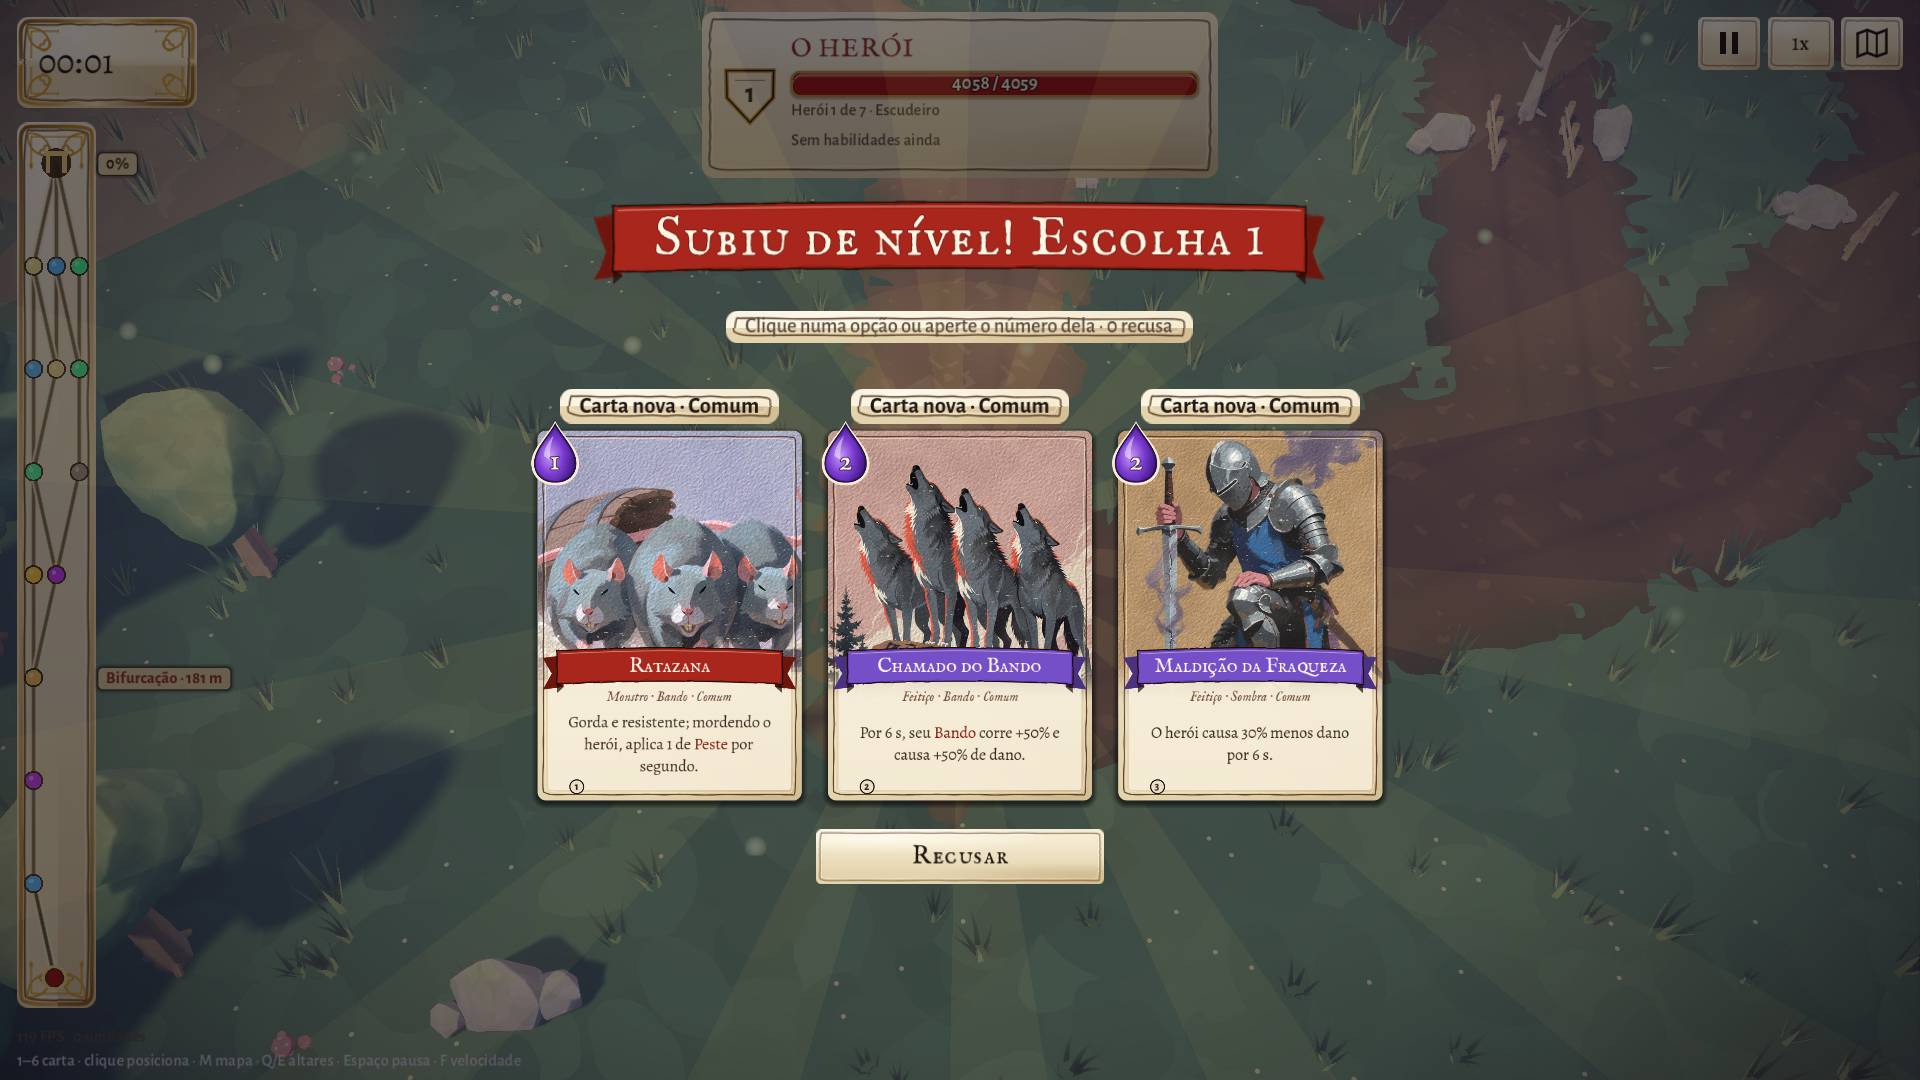 00:01
O HERÓI
1
4058 / 4059
Herói 1 de 7 · Escudeiro
Sem habilidades ainda
1x
0%
SUBIU DE NÍVEL! ESCOLHA 1
Clique numa opção ou aperte o número dela · 0 recusa
Carta nova · Comum
Carta nova · Comum
Carta nova · Comum
1
2
2
RATAZANA
Monstro · Bando · Comum
Gorda e resistente; mordendo o
herói, aplica 1 de Peste por
segundo.
1
CHAMADO DO BANDO
Feitiço · Bando · Comum
Por 6 s, seu Bando corre +50% e
causa +50% de dano.
2
MALDIÇÃO DA FRAQUEZA
Feitiço · Sombra · Comum
O herói causa 30% menos dano
por 6 s.
3
Bifurcação · 181 m
RECUSAR
119 FPS
1–6 carta · clique posiciona · M mapa · Q/E altares · Espaço pausa · F velocidade